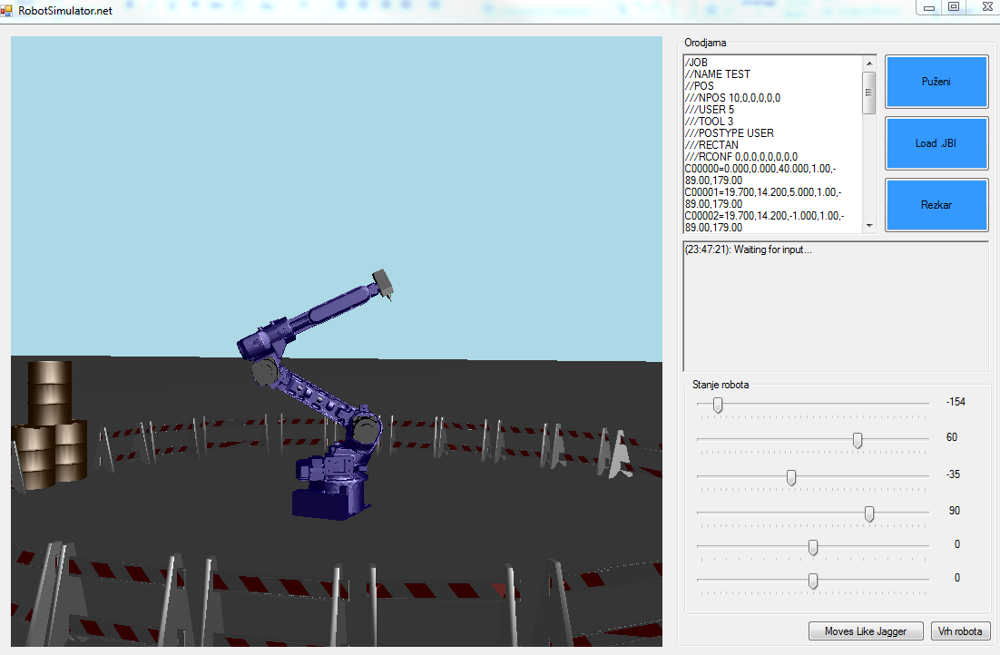 RobotSimulator.net
Orodjarna
/JOB
//NAME TEST
//POS
///NPOS 10,0,0,0,0,0
///USER 5
///TOOL 3
///POSTYPE USER
///RECTAN
///RCONF 0,0,0,0,0,0,0,0
C00000=0.000,0.000,40.000,1.00,-
89.00,179.00
C00001=19.700,14.200,5.000,1.00,-
89.00,179.00
C00002=19.700,14.200,-1.000,1.00,-
89.00,179.00
Puženi
Load .JBI
Rezkar
(23:47:21): Waiting for input...
Stanje robota
-154
60
-35
90
0
0
Moves Like Jagger
Vrh robota